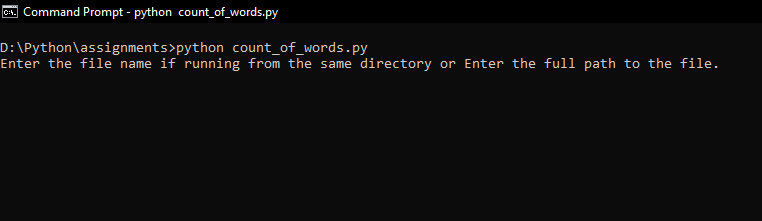 Command Prompt - python  count_of_words.py
D:\Python\assignments>python count_of_words.py
Enter the file name if running from the same directory or Enter the full path to the file.